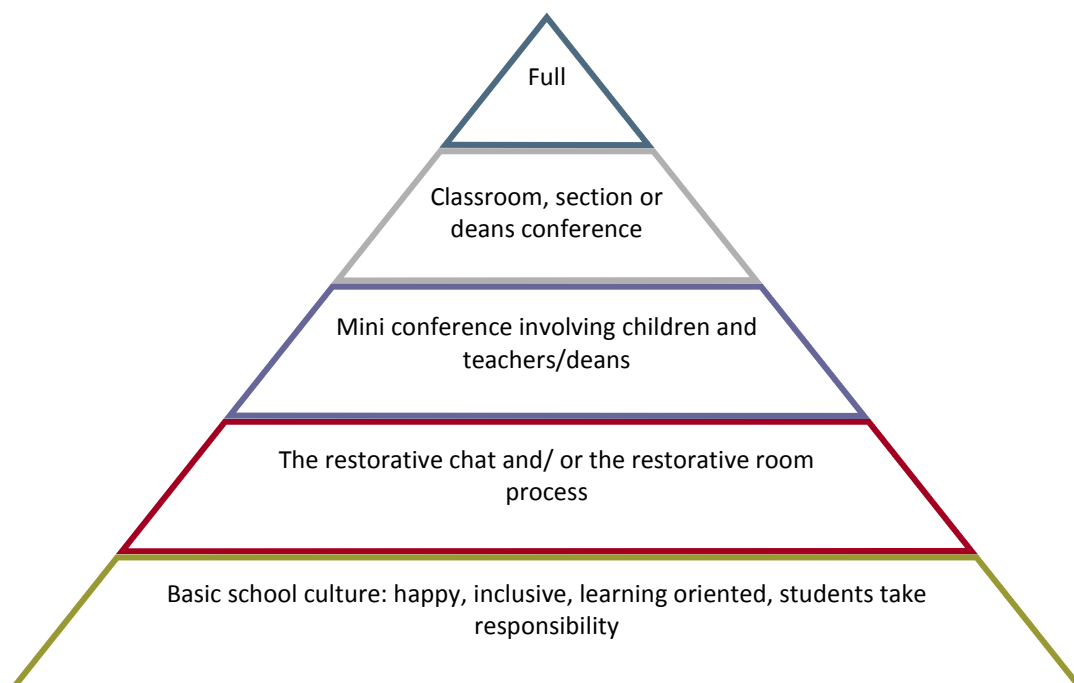 Full
Classroom, section or
deans conference
Mini conference involving children and
teachers/deans
The restorative chat and/ or the restorative room
process
Basic school culture: happy, inclusive, learning oriented, students take
responsibility